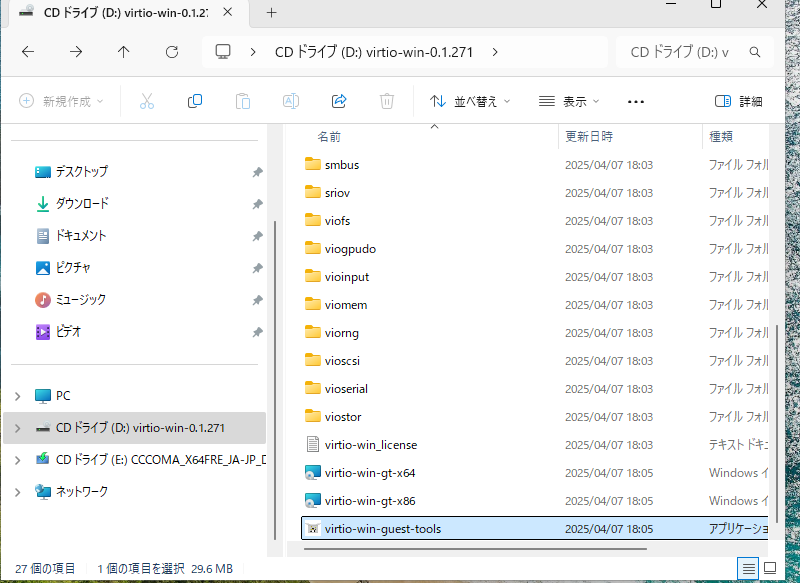 CD ドライブ (D:) virtio-win-0.1.2
CD ドライブ (D:) virtio-win-0.1.271
CD ドライブ (D:) v
新規作成
並べ替え
表示
詳細
名前
更新日時
種類
smbus 2025/04/07 18:03 ファイル フォル
sriov 2025/04/07 18:03 ファイル フォル
viofs 2025/04/07 18:03 ファイル フォル
viogpudo 2025/04/07 18:03 ファイル フォル
vioinput 2025/04/07 18:03 ファイル フォル
viomem 2025/04/07 18:03 ファイル フォル
viorng 2025/04/07 18:03 ファイル フォル
vioscsi 2025/04/07 18:03 ファイル フォル
vioserial 2025/04/07 18:03 ファイル フォル
viostor 2025/04/07 18:03 ファイル フォル
virtio-win_license 2025/04/07 18:03 テキスト ドキュ
virtio-win-gt-x64 2025/04/07 18:05 Windows イ
virtio-win-gt-x86 2025/04/07 18:05 Windows イ
virtio-win-guest-tools 2025/04/07 18:05 アプリケーショ
デスクトップ
ダウンロード
ドキュメント
ピクチャ
ミュージック
ビデオ
PC
CD ドライブ (D:) virtio-win-0.1.271
CD ドライブ (E:) CCCOMA_X64FRE_JA-JP_D
ネットワーク
27 個の項目
1 個の項目を選択 29.6 MB